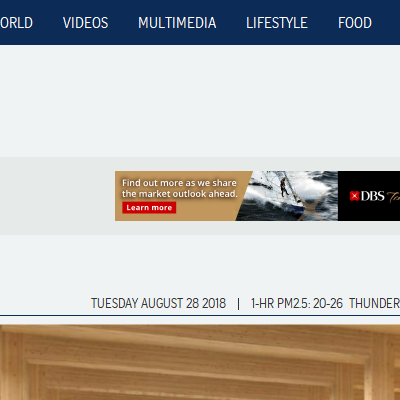 ORLD VIDEOS MULTIMEDIA LIFESTYLE FOOD
Find out more as we share
the market outlook ahead.
Learn more
DBS
TUESDAY AUGUST 28 2018 | 1-HR PM2.5: 20-26 THUNDER